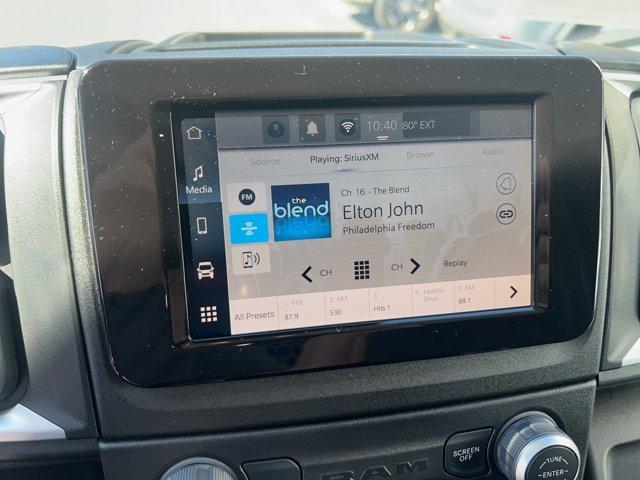 10:40 80° EXT
Source Playing: SiriusXM Browse Audio
Media
FM
the
blend
Ch 16 - The Blend
Elton John
Philadelphia Freedom
CH CH Replay
All Presets
1. FM
87.9
2. AM
530
3
Hits 1
4. Hold to
Save
5. FM
88.1
SCREEN
OFF
TUNE
ENTER
RAM